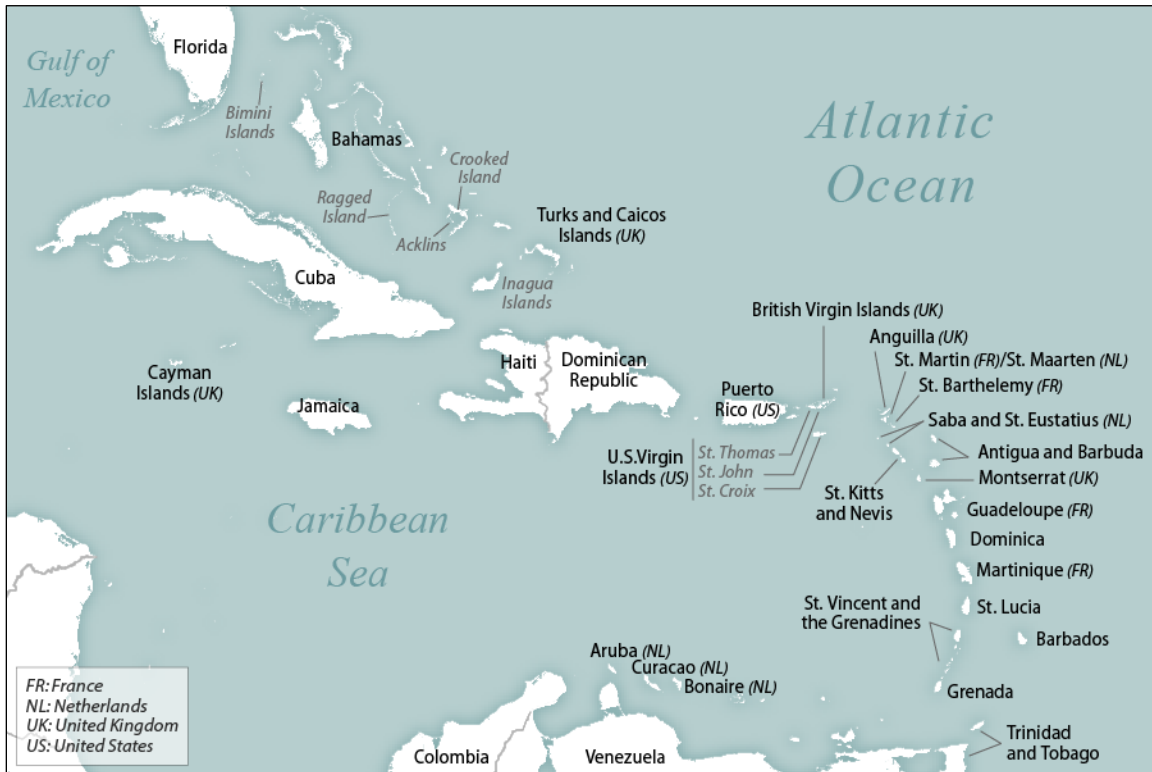 Florida
Gulf of
Mexico
Bimini
Islands
Bahamas
Atlantic
Ocean
Crooked
Island
Ragged
Island
Acklins
Turks and Caicos
Islands (UK)
Cuba
Inagua
Islands
British Virgin Islands (UK)
Anguilla (UK)
St. Martin (FR)/St. Maarten (NL)
St. Barthelemy (FR)
Saba and St. Eustatius (NL)
Antigua and Barbuda
Montserrat (UK)
Cayman
Islands (UK)
Jamaica
Haiti
Dominican
Republic
Puerto
Rico (US)
U.S.Virgin
Islands (US)
St. Thomas
St. John
St. Croix
St. Kitts
and Nevis
Guadeloupe (FR)
Dominica
Martinique (FR)
St. Lucia
Caribbean
Sea
St. Vincent and
the Grenadines
Barbados
Grenada
Aruba (NL)
Curacao (NL)
Bonaire (NL)
Trinidad
and Tobago
Colombia
Venezuela
FR: France
NL: Netherlands
UK: United Kingdom
US: United States